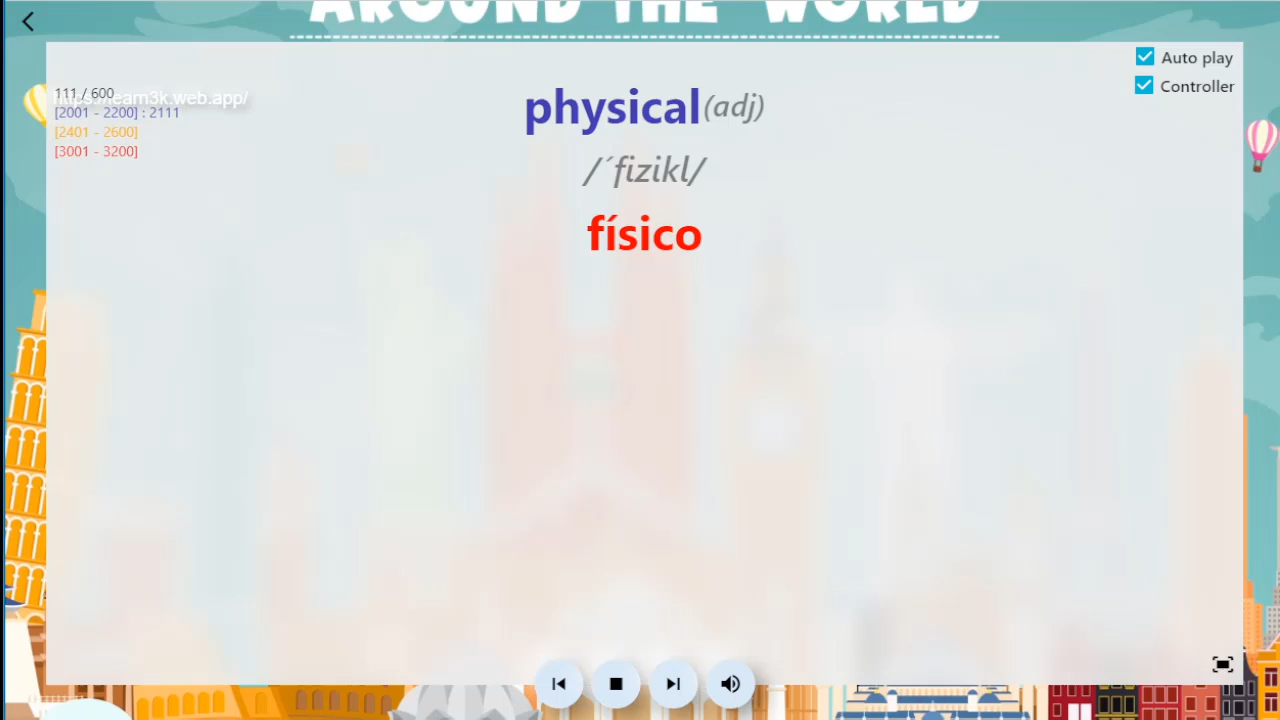 AROUND THE WORLD
Auto play
Controller
111 / 600
https://learn3k.web.app/
[2001 - 2200] : 2111
[2401 - 2600]
[3001 - 3200]
physical (adj)
/´fizikl/
físico